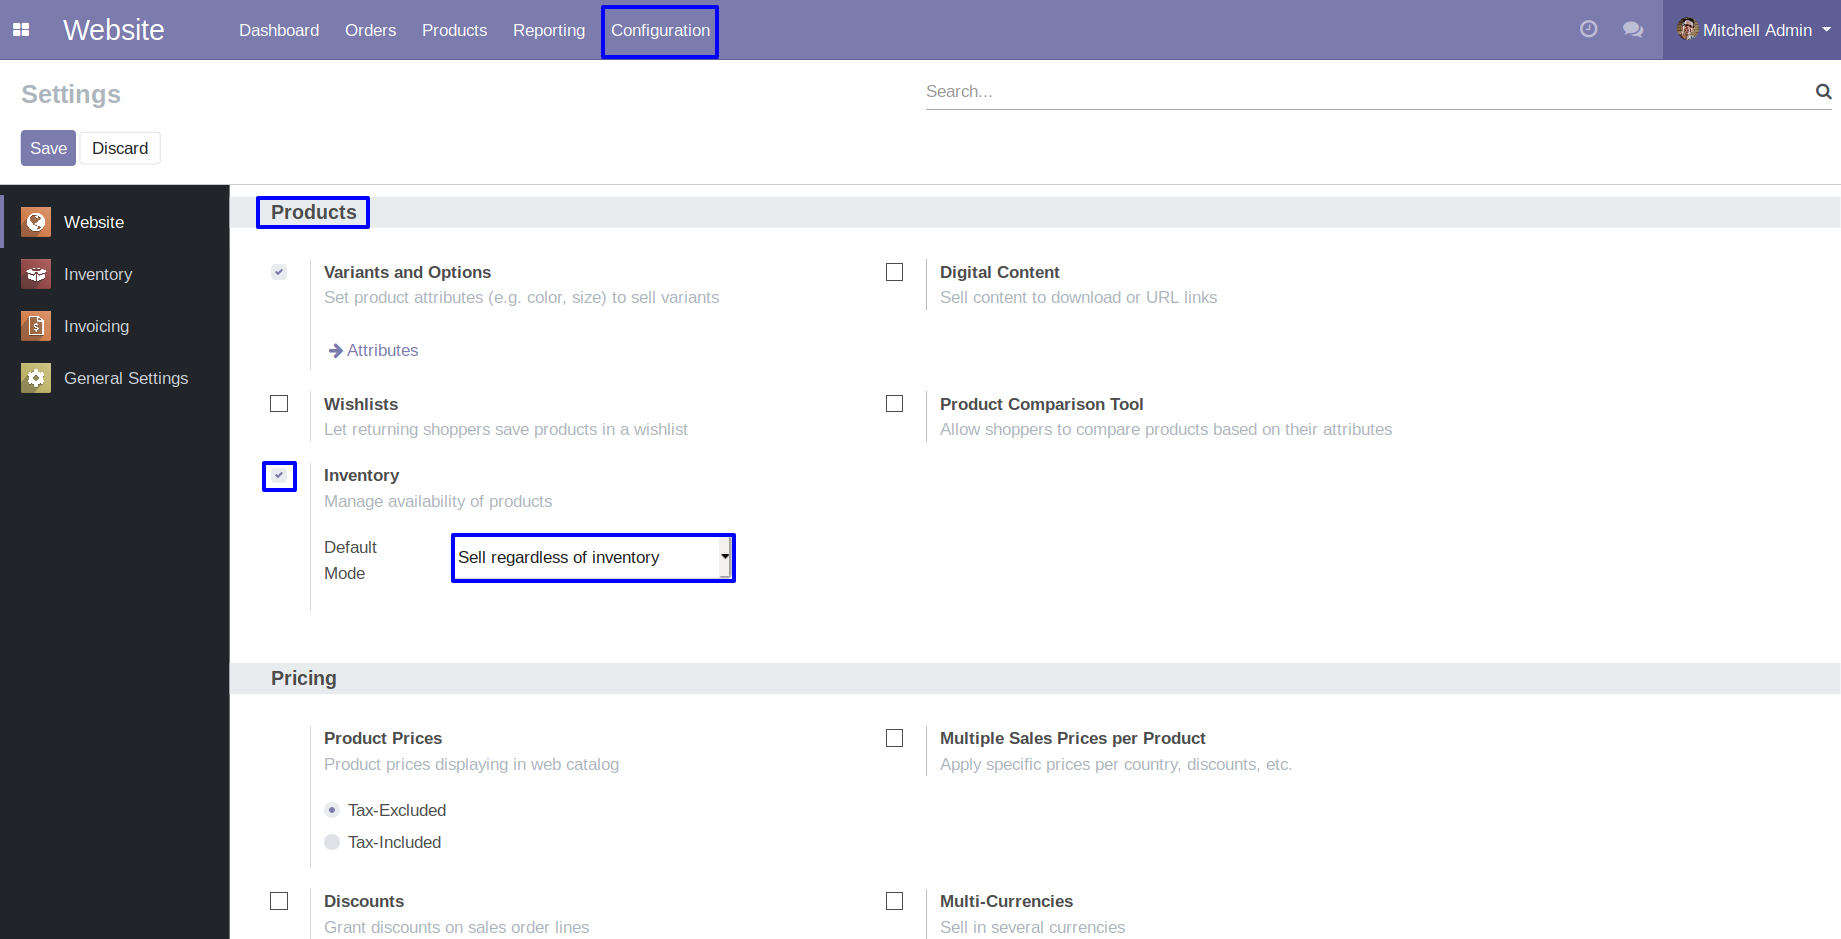 Website
Dashboard
Orders
Products
Reporting
Configuration
Mitchell Admin
Settings
Search...
Save
Discard
Website
Inventory
Invoicing
General Settings
Products
Variants and Options
Set product attributes (e.g. color, size) to sell variants
Attributes
Digital Content
Sell content to download or URL links
Wishlists
Let returning shoppers save products in a wishlist
Product Comparison Tool
Allow shoppers to compare products based on their attributes
Inventory
Manage availability of products
Default
Mode
Sell regardless of inventory
Pricing
Product Prices
Product prices displaying in web catalog
Tax-Excluded
Tax-Included
Multiple Sales Prices per Product
Apply specific prices per country, discounts, etc.
Discounts
Grant discounts on sales order lines
Multi-Currencies
Sell in several currencies